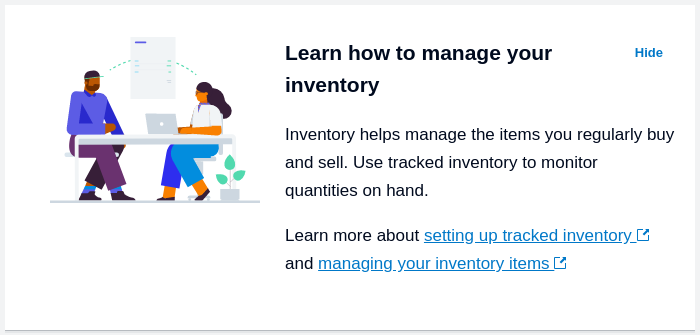 Learn how to manage your
Hide
inventory
Inventory helps manage the items you regularly buy
and sell. Use tracked inventory to monitor
quantities on hand.
Learn more about setting up tracked inventory
and managing your inventory items